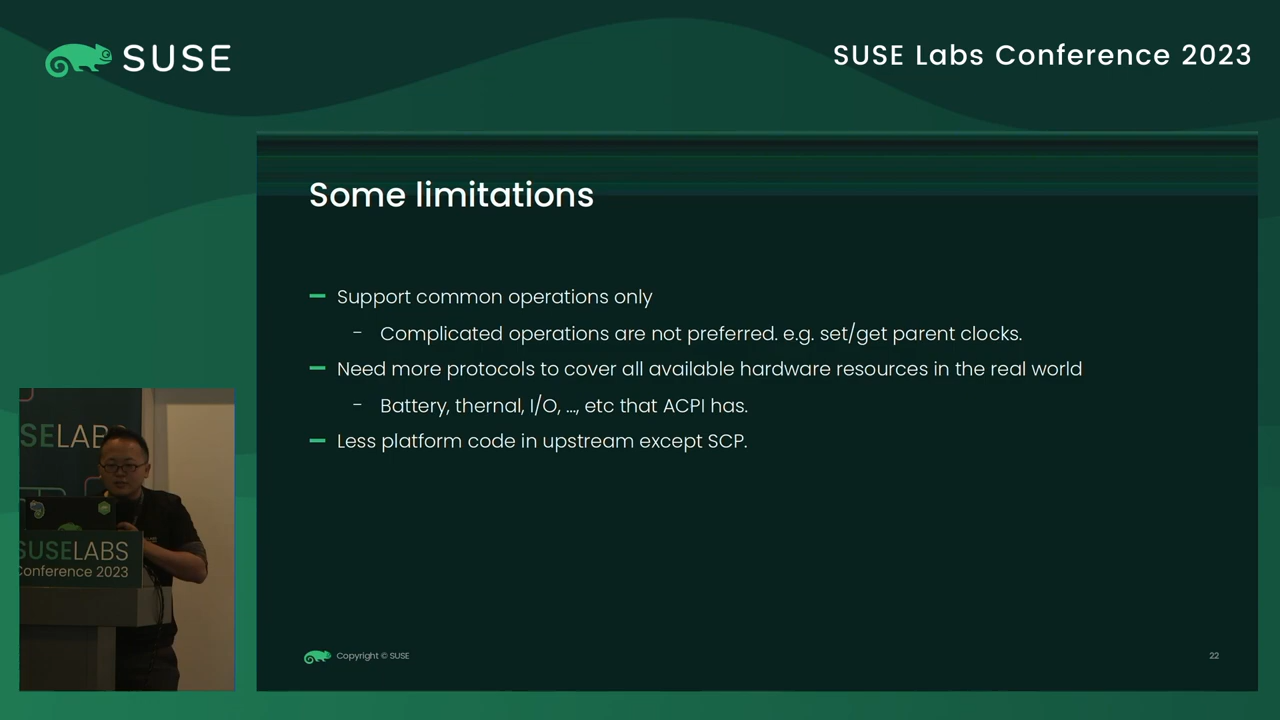 SUSE
SUSE Labs Conference 2023
Some limitations
Support common operations only
– Complicated operations are not preferred. e.g. set/get parent clocks.
Need more protocols to cover all available hardware resources in the real world
– Battery, thernal, I/O, ..., etc that ACPI has.
Less platform code in upstream except SCP.
SELABS
SUSELABS
Conference 2023
Copyright © SUSE
22